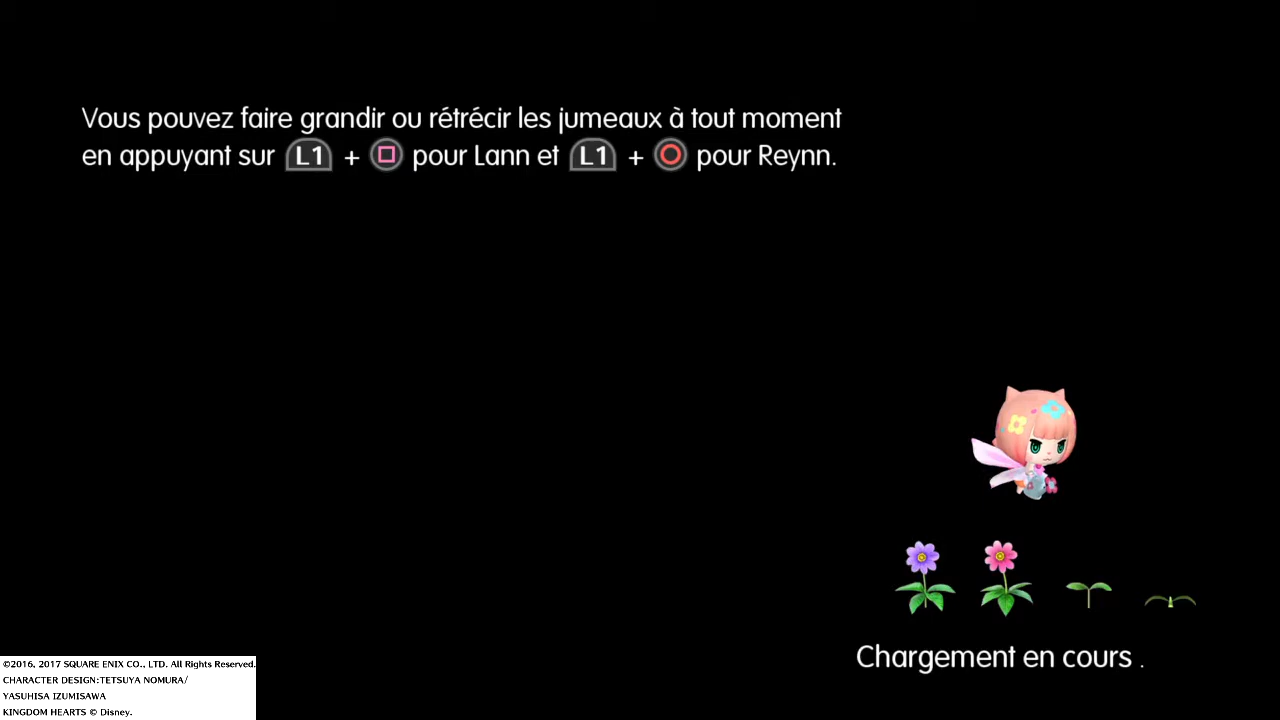 Vous pouvez faire grandir ou rétrécir les jumeaux à tout moment
en appuyant sur L1 + pour Lann et L1 + pour Reynn.
Chargement en cours .
©2016, 2017 SQUARE ENIX CO., LTD. All Rights Reserved.
CHARACTER DESIGN:TETSUYA NOMURA/
YASUHISA IZUMISAWA
KINGDOM HEARTS © Disney.